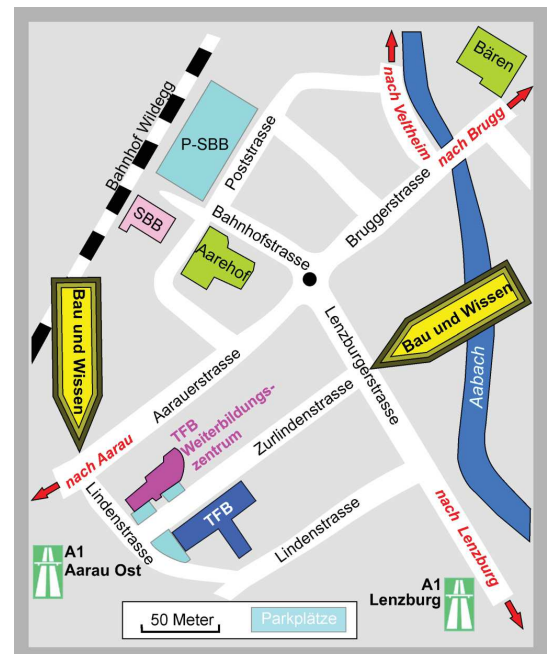 Bahnhof Wildegg
P-SBB
SBB
Poststrasse
Bahnhofstrasse
Aarehof
nach Veltheim
Bären
nach Brugg
Bruggerstrasse
Bau und Wissen
Bau und Wissen
Aabach
Aarauerstrasse
Lenzburgerstrasse
nach Aarau
TFB
Weiterbildungs-
zentrum
Zurlindenstrasse
TFB
Lindenstrasse
Lindenstrasse
nach Lenzburg
A1
Aarau Ost
A1
Lenzburg
50 Meter
Parkplätze